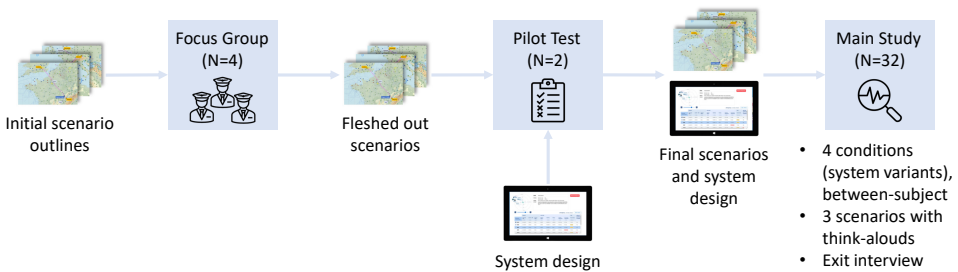 Initial scenario
outlines
Focus Group
(N=4)
Fleshed out
scenarios
Pilot Test
(N=2)
System design
Final scenarios
and system
design
Main Study
(N=32)
• 4 conditions
(system variants),
between-subject
• 3 scenarios with
think-alouds
• Exit interview